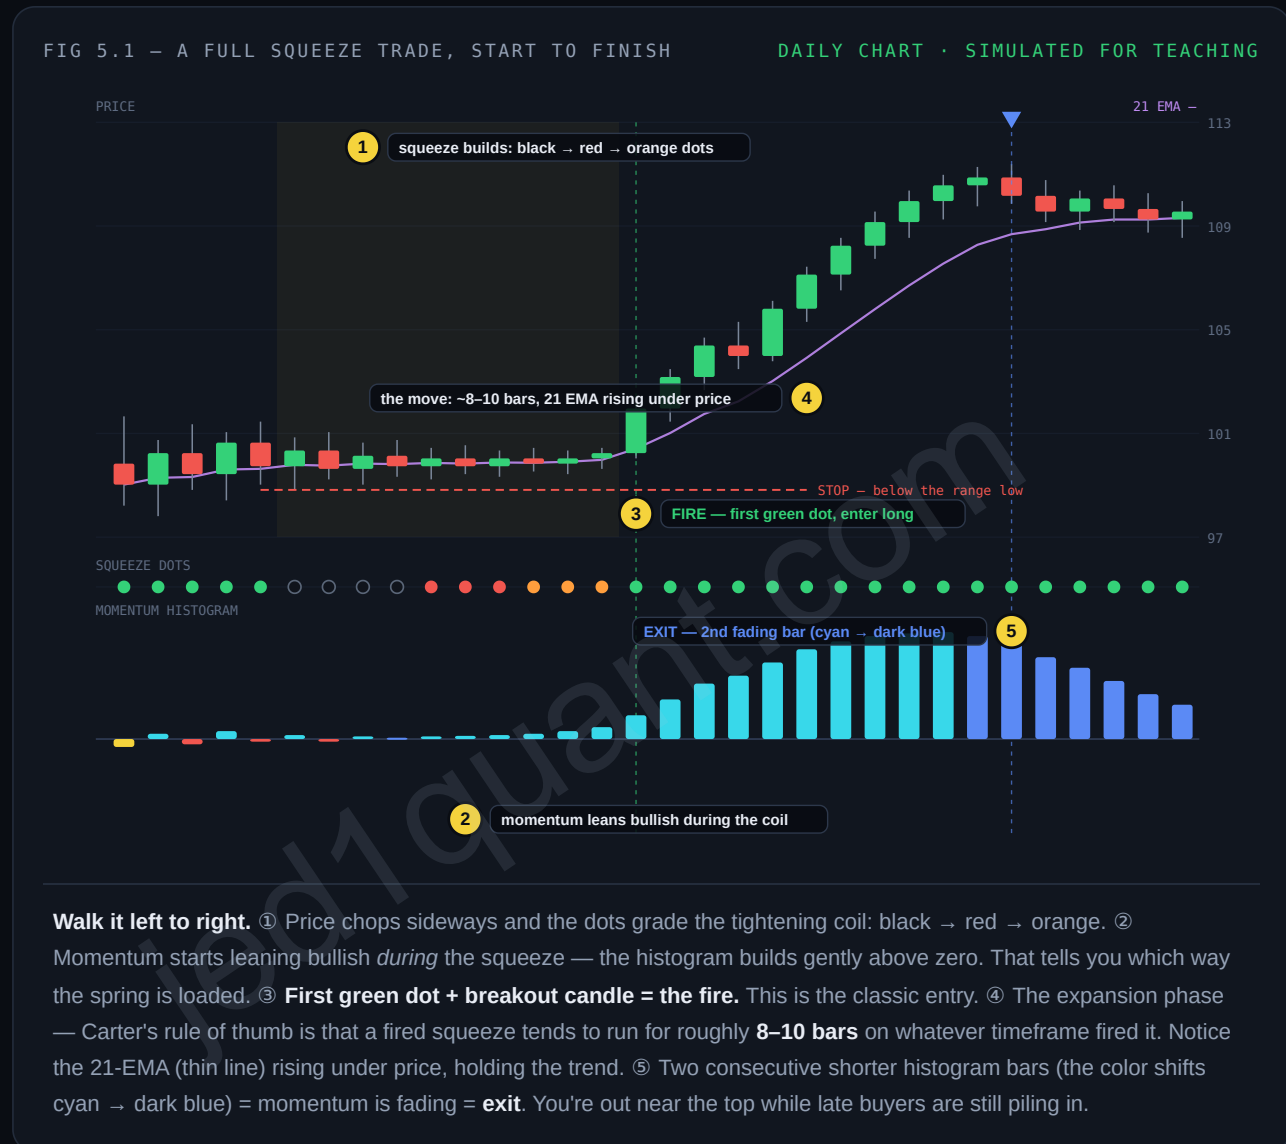 FIG 5.1 — A FULL SQUEEZE TRADE, START TO FINISH
DAILY CHART · SIMULATED FOR TEACHING
PRICE
21 EMA —
113
1 squeeze builds: black → red → orange dots
109
105
the move: ~8–10 bars, 21 EMA rising under price 4
101
STOP — below the range low
3 FIRE — first green dot, enter long
97
SQUEEZE DOTS
MOMENTUM HISTOGRAM
EXIT — 2nd fading bar (cyan → dark blue) 5
2 momentum leans bullish during the coil
jed1quant.com
Walk it left to right. ① Price chops sideways and the dots grade the tightening coil: black → red → orange. ②
Momentum starts leaning bullish during the squeeze — the histogram builds gently above zero. That tells you which way
the spring is loaded. ③ First green dot + breakout candle = the fire. This is the classic entry. ④ The expansion phase
— Carter's rule of thumb is that a fired squeeze tends to run for roughly 8–10 bars on whatever timeframe fired it. Notice
the 21-EMA (thin line) rising under price, holding the trend. ⑤ Two consecutive shorter histogram bars (the color shifts
cyan → dark blue) = momentum is fading = exit. You're out near the top while late buyers are still piling in.